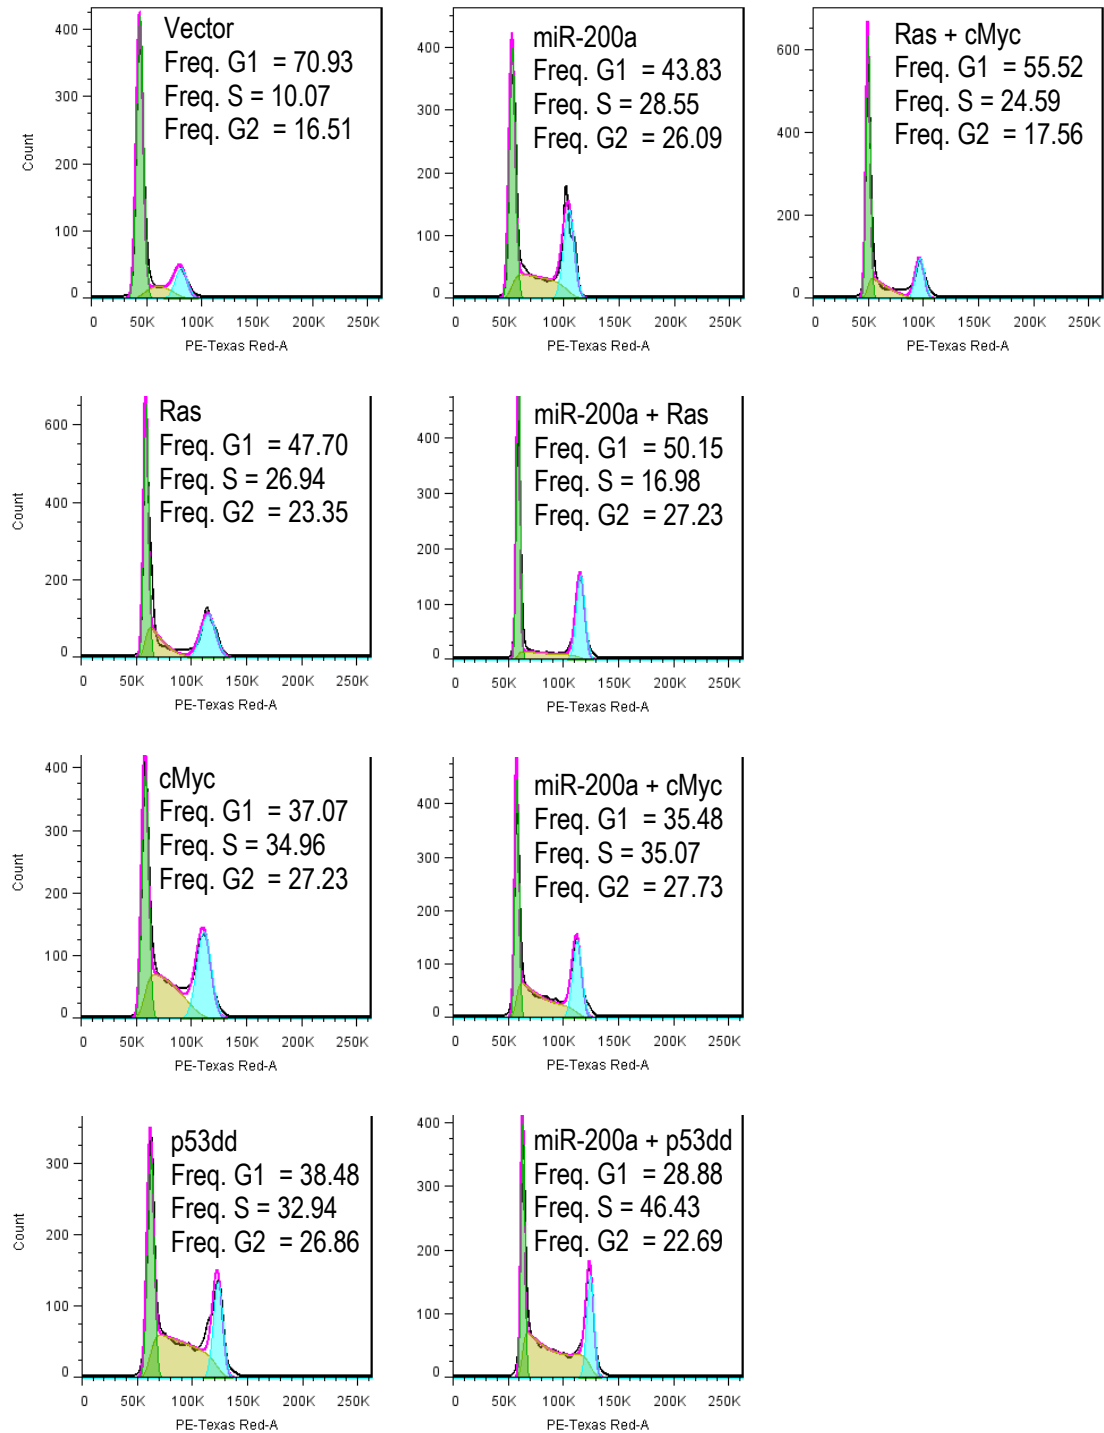 Vector
Freq. G1 = 70.93
Freq. S = 10.07
Freq. G2 = 16.51
400
300
200
100
0
Count
0 50K 100K 150K 200K 250K
PE-Texas Red-A
miR-200a
Freq. G1 = 43.83
Freq. S = 28.55
Freq. G2 = 26.09
400
300
200
100
0
0 50K 100K 150K 200K 250K
PE-Texas Red-A
Ras + cMyc
Freq. G1 = 55.52
Freq. S = 24.59
Freq. G2 = 17.56
600
400
200
0
0 50K 100K 150K 200K 250K
PE-Texas Red-A
Ras
Freq. G1 = 47.70
Freq. S = 26.94
Freq. G2 = 23.35
600
400
200
0
Count
0 50K 100K 150K 200K 250K
PE-Texas Red-A
miR-200a + Ras
Freq. G1 = 50.15
Freq. S = 16.98
Freq. G2 = 27.23
400
300
200
100
0
0 50K 100K 150K 200K 250K
PE-Texas Red-A
cMyc
Freq. G1 = 37.07
Freq. S = 34.96
Freq. G2 = 27.23
400
300
200
100
0
Count
0 50K 100K 150K 200K 250K
PE-Texas Red-A
miR-200a + cMyc
Freq. G1 = 35.48
Freq. S = 35.07
Freq. G2 = 27.73
400
300
200
100
0
0 50K 100K 150K 200K 250K
PE-Texas Red-A
p53dd
Freq. G1 = 38.48
Freq. S = 32.94
Freq. G2 = 26.86
300
200
100
0
Count
0 50K 100K 150K 200K 250K
PE-Texas Red-A
miR-200a + p53dd
Freq. G1 = 28.88
Freq. S = 46.43
Freq. G2 = 22.69
400
300
200
100
0
0 50K 100K 150K 200K 250K
PE-Texas Red-A